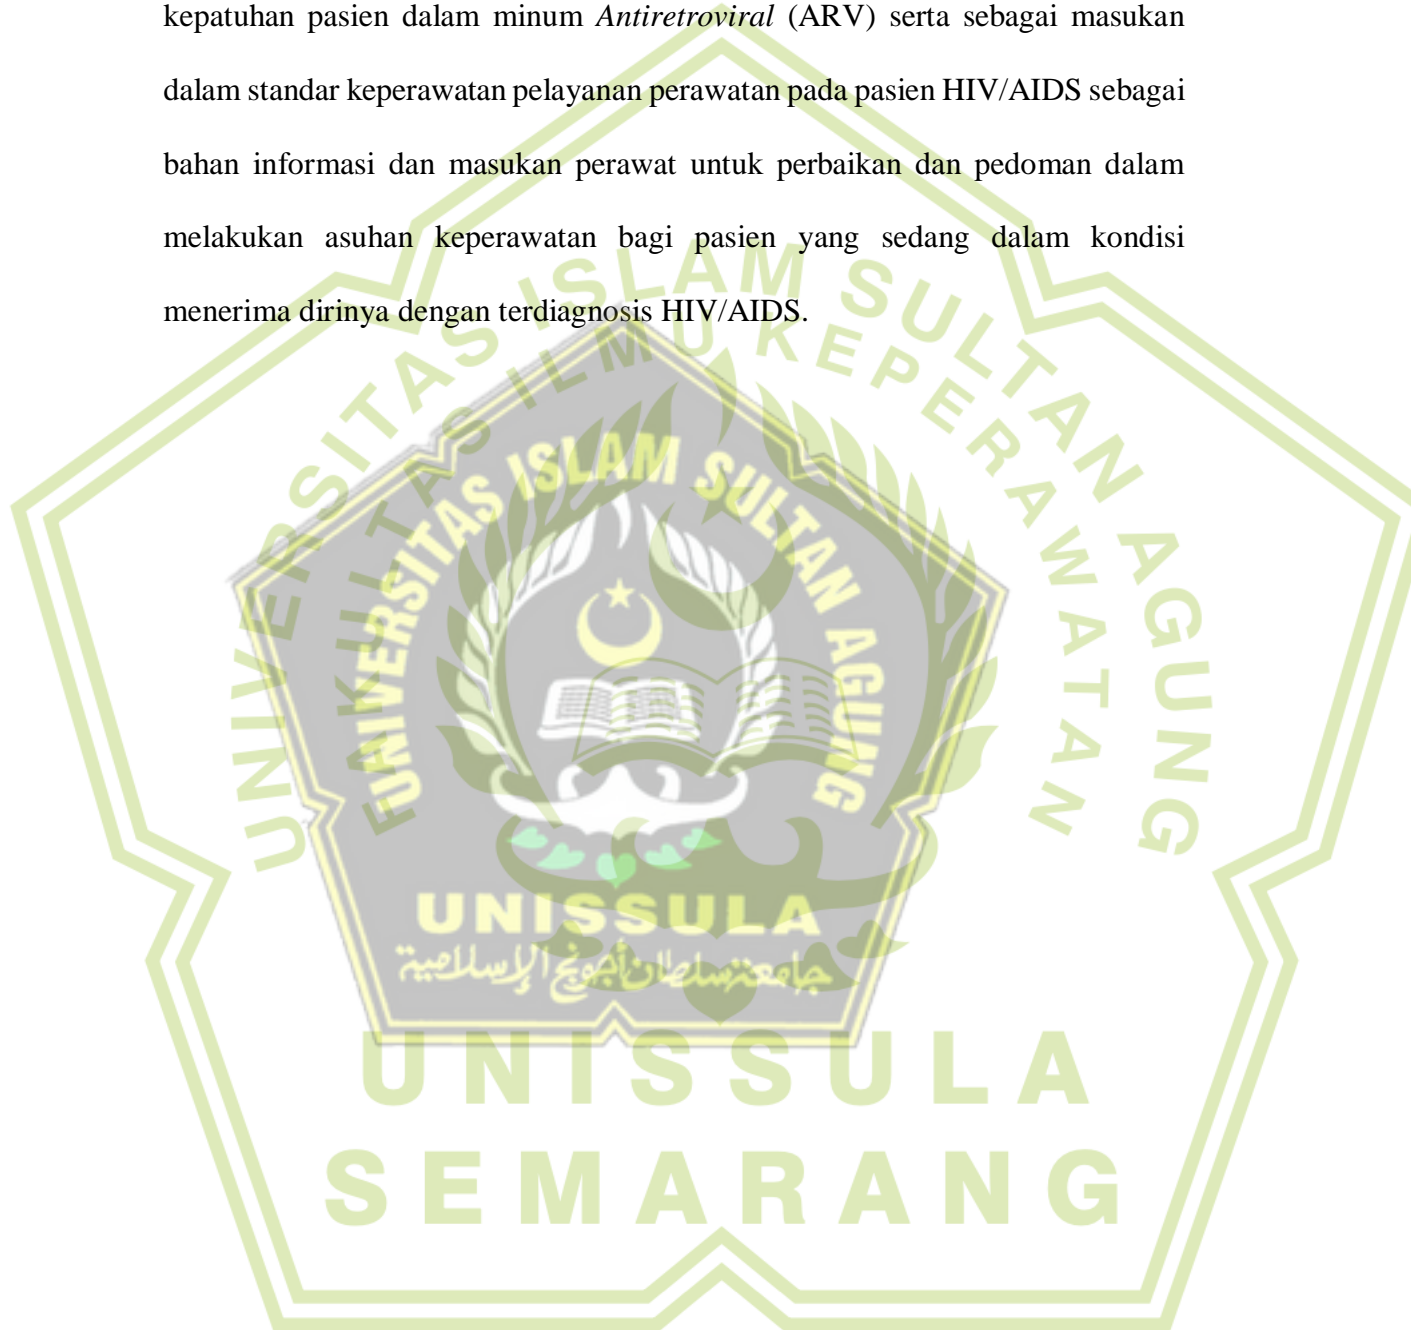 kepatuhan pasien dalam minum Antiretroviral (ARV) serta sebagai masukan
dalam standar keperawatan pelayanan perawatan pada pasien HIV/AIDS sebagai
bahan informasi dan masukan perawat untuk perbaikan dan pedoman dalam
melakukan asuhan keperawatan bagi pasien yang sedang dalam kondisi
menerima dirinya dengan terdiagnosis HIV/AIDS.
UNIVERSITAS ISLAM SULTAN AGUNG
FAKULTAS ILMU KEPERAWATAN
UNIVERSITAS ISLAM SULTAN AGUNG
UNISSULA
جامعة سلطان أجونج الإسلامية
UNISSULA
SEMARANG